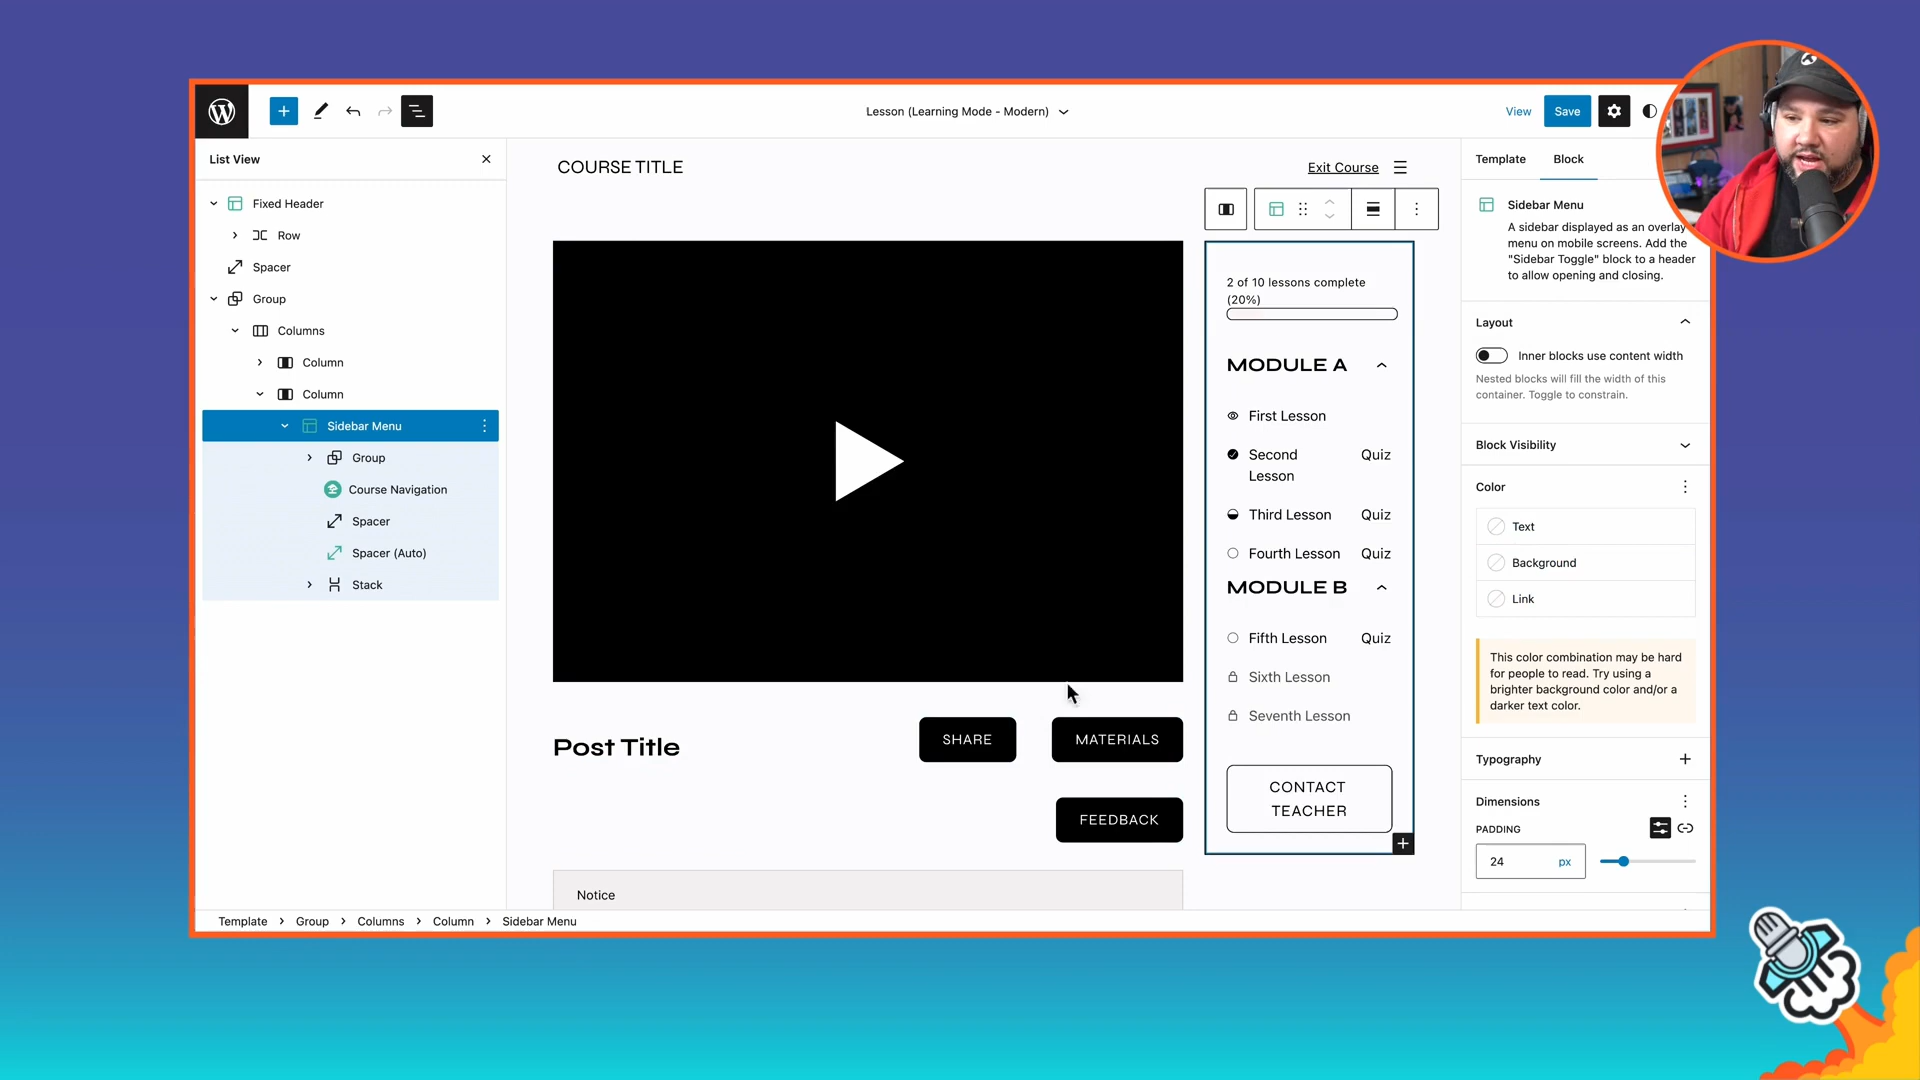 Lesson (Learning Mode - Modern)
View
Save
List View
Fixed Header
Row
Spacer
Group
Columns
Column
Column
Sidebar Menu
Group
Course Navigation
Spacer
Spacer (Auto)
Stack
COURSE TITLE
Exit Course
Post Title
SHARE
MATERIALS
FEEDBACK
Notice
2 of 10 lessons complete
(20%)
MODULE A
First Lesson
Second
Lesson
Quiz
Third Lesson
Quiz
Fourth Lesson
Quiz
MODULE B
Fifth Lesson
Quiz
Sixth Lesson
Seventh Lesson
CONTACT
TEACHER
Template
Block
Sidebar Menu
A sidebar displayed as an overlay
menu on mobile screens. Add the
"Sidebar Toggle" block to a header
to allow opening and closing.
Layout
Inner blocks use content width
Nested blocks will fill the width of this
container. Toggle to constrain.
Block Visibility
Color
Text
Background
Link
This color combination may be hard
for people to read. Try using a
brighter background color and/or a
darker text color.
Typography
Dimensions
PADDING
24 px
Template > Group > Columns > Column > Sidebar Menu